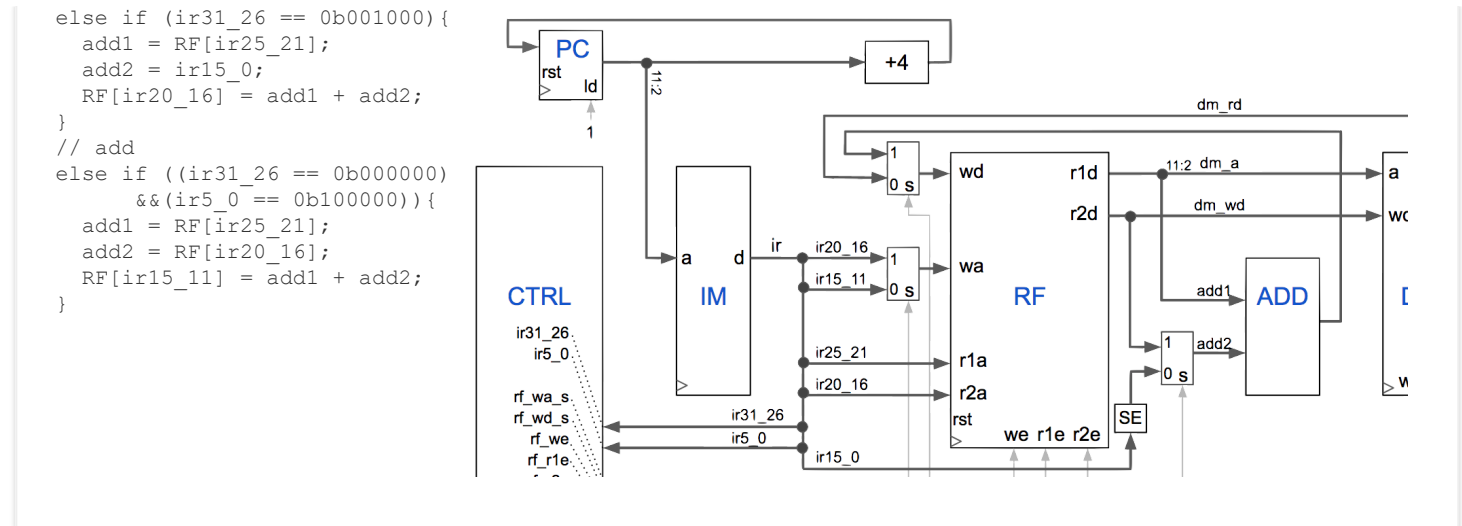 else if (ir31_26 == 0b001000){
add1 = RF[ir25_21];
add2 = ir15_0;
RF[ir20_16] = add1 + add2;
}
// add
else if ((ir31_26 == 0b000000)
&&(ir5_0 == 0b100000)){
add1 = RF[ir25_21];
add2 = RF[ir20_16];
RF[ir15_11] = add1 + add2;
}
PC
rst
ld
1
11:2
+4
dm_rd
1
0 s
wd
r1d
11:2 dm_a
a
r2d
dm_wd
ir
ir20_16
1
ir15_11
0 s
wa
a
d
CTRL
IM
RF
add1
ADD
ir31_26
ir5_0
1
add2
0 s
ir25_21
r1a
ir20_16
r2a
rf_wa_s
rf_wd_s
rf_we
rf_r1e
ir31_26
ir5_0
rst
we r1e r2e
SE
ir15_0